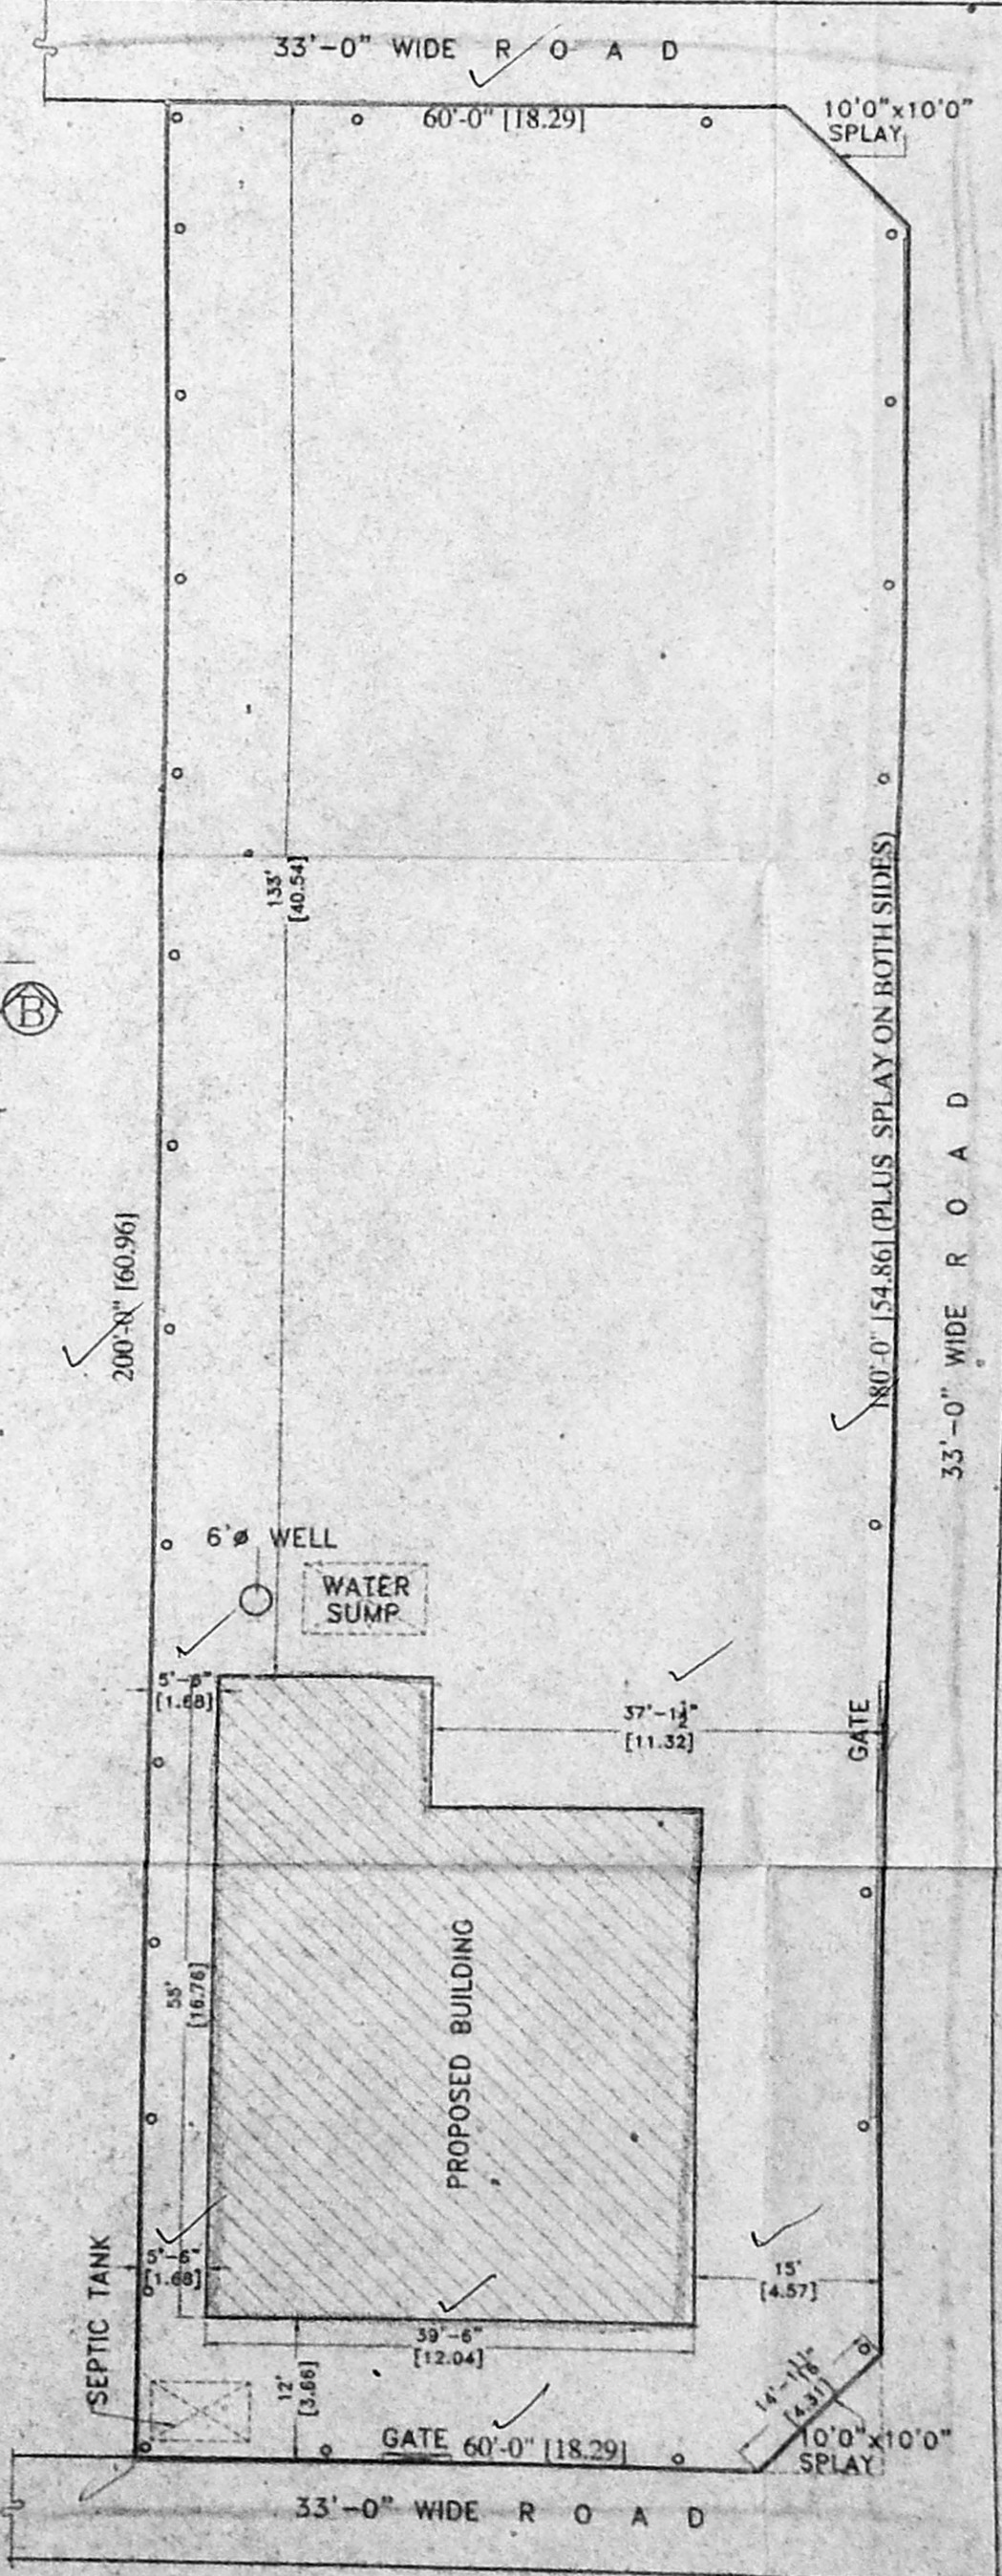 33'-0" WIDE R O A D
60'-0" [18.29]
10'0"x10'0"
SPLAY
133'
[40.54]
B
180'-0" [54.86] (PLUS SPLAY ON BOTH SIDES)
33'-0" WIDE R O A D
200'-0" [60.96]
6'ø WELL
WATER
SUMP
5'-6"
[1.68]
37'-1½"
[11.32]
GATE
PROPOSED BUILDING
55'
[16.76]
5'-6"
[1.68]
SEPTIC TANK
15'
[4.57]
39'-6"
[12.04]
12'
[3.66]
[4.31]
GATE 60'-0" [18.29]
10'0"x10'0"
SPLAY
33'-0" WIDE R O A D